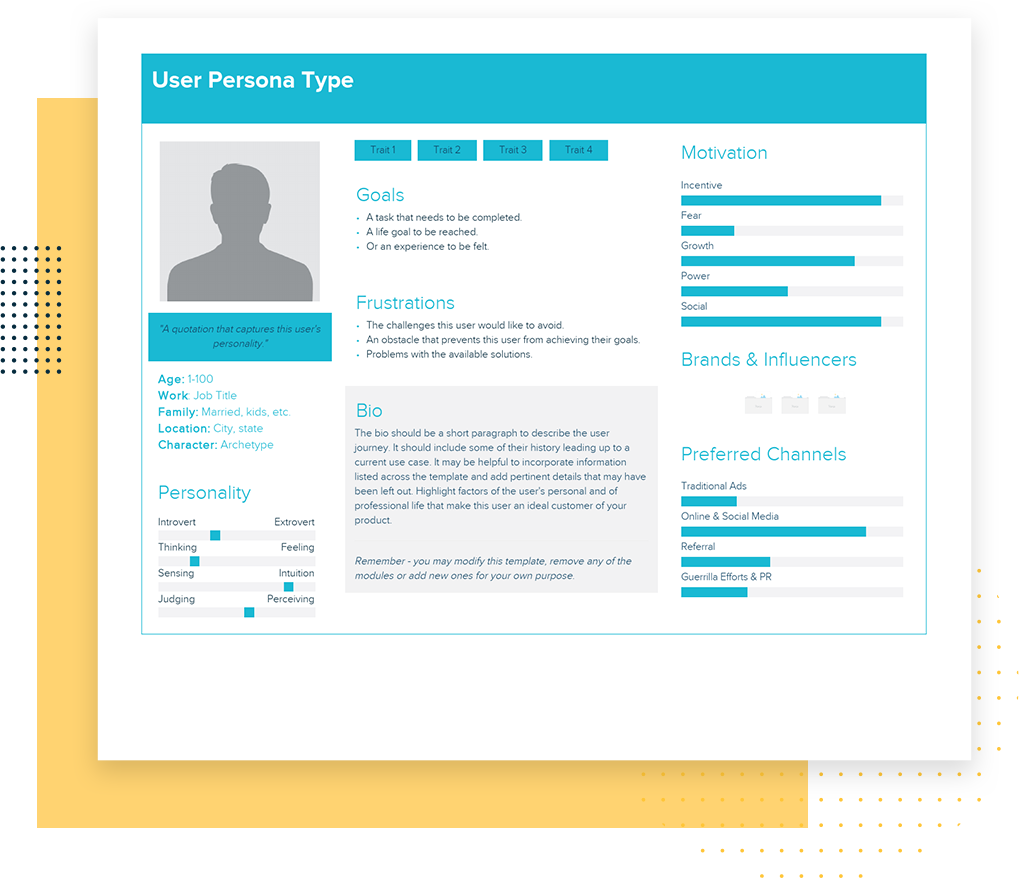 User Persona Type
"A quotation that captures this user's
personality."
Age: 1-100
Work: Job Title
Family: Married, kids, etc.
Location: City, state
Character: Archetype
Personality
Introvert Extrovert
Thinking Feeling
Sensing Intuition
Judging Perceiving
Trait 1 Trait 2 Trait 3 Trait 4
Goals
• A task that needs to be completed.
• A life goal to be reached.
• Or an experience to be felt.
Frustrations
• The challenges this user would like to avoid.
• An obstacle that prevents this user from achieving their goals.
• Problems with the available solutions.
Bio
The bio should be a short paragraph to describe the user
journey. It should include some of their history leading up to a
current use case. It may be helpful to incorporate information
listed across the template and add pertinent details that may have
been left out. Highlight factors of the user's personal and of
professional life that make this user an ideal customer of your
product.
Remember - you may modify this template, remove any of the
modules or add new ones for your own purpose.
Motivation
Incentive
Fear
Growth
Power
Social
Brands & Influencers
Preferred Channels
Traditional Ads
Online & Social Media
Referral
Guerrilla Efforts & PR